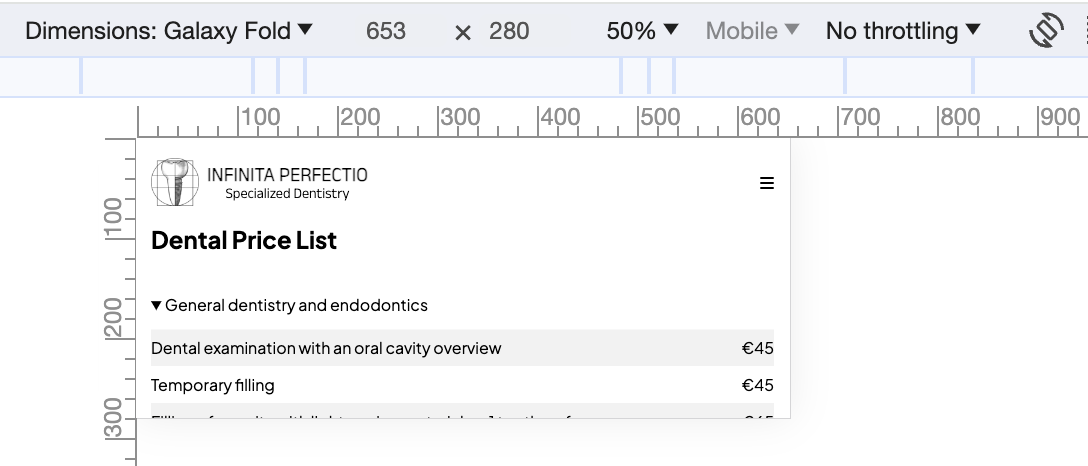 Dimensions: Galaxy Fold ▼ 653 × 280 50% ▼ Mobile ▼ No throttling ▼
100 200 300 400 500 600 700 800 900
100
200
300
INFINITA PERFECTIO
Specialized Dentistry
Dental Price List
▼ General dentistry and endodontics
Dental examination with an oral cavity overview €45
Temporary filling €45